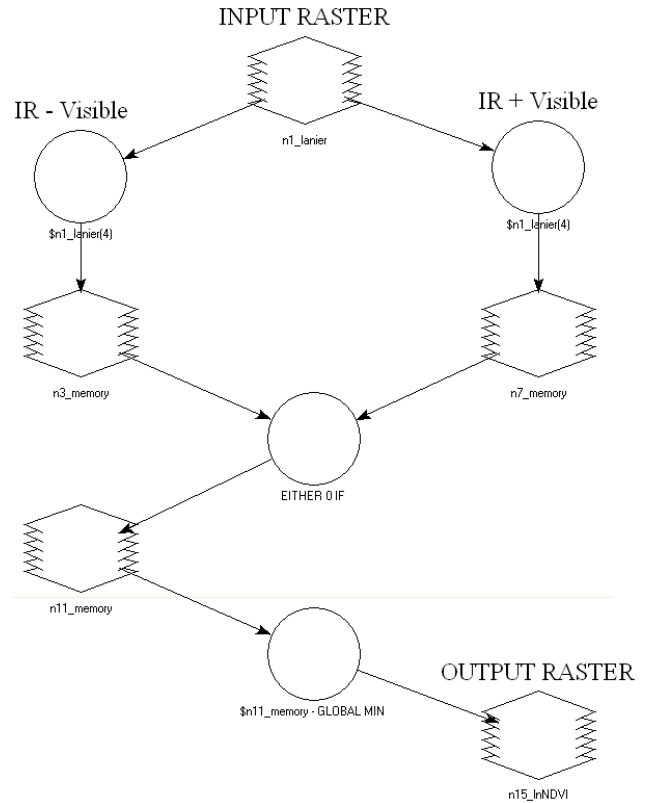 INPUT RASTER
n1_lanier
IR - Visible
IR + Visible
$n1_lanier(4)
$n1_lanier(4)
n3_memory
n7_memory
EITHER 0 IF
n11_memory
$n11_memory - GLOBAL MIN
OUTPUT RASTER
n15_lnNDVI